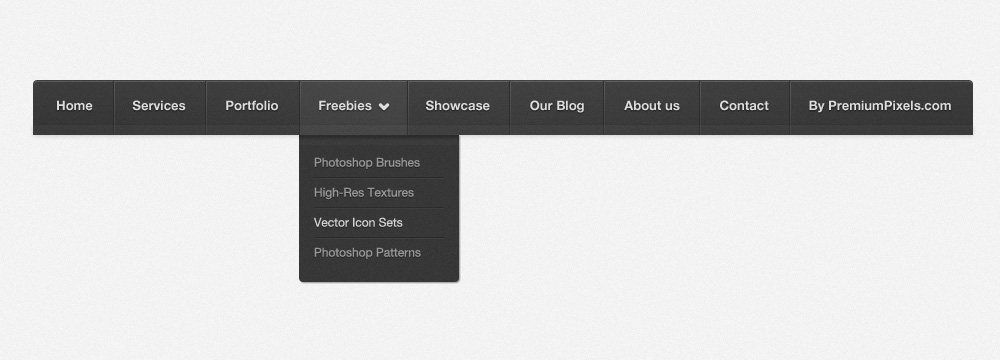 Home Services Portfolio Freebies Showcase Our Blog About us Contact By PremiumPixels.com
Photoshop Brushes
High-Res Textures
Vector Icon Sets
Photoshop Patterns